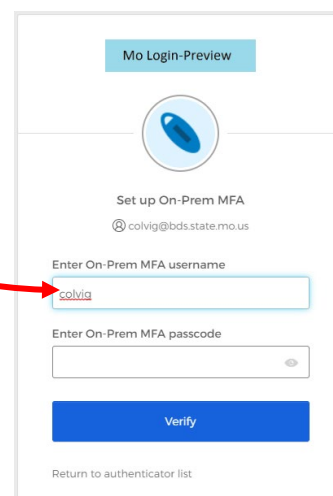 Mo Login-Preview
Set up On-Prem MFA
colvig@bds.state.mo.us
Enter On-Prem MFA username
colvig
Enter On-Prem MFA passcode
Verify
Return to authenticator list